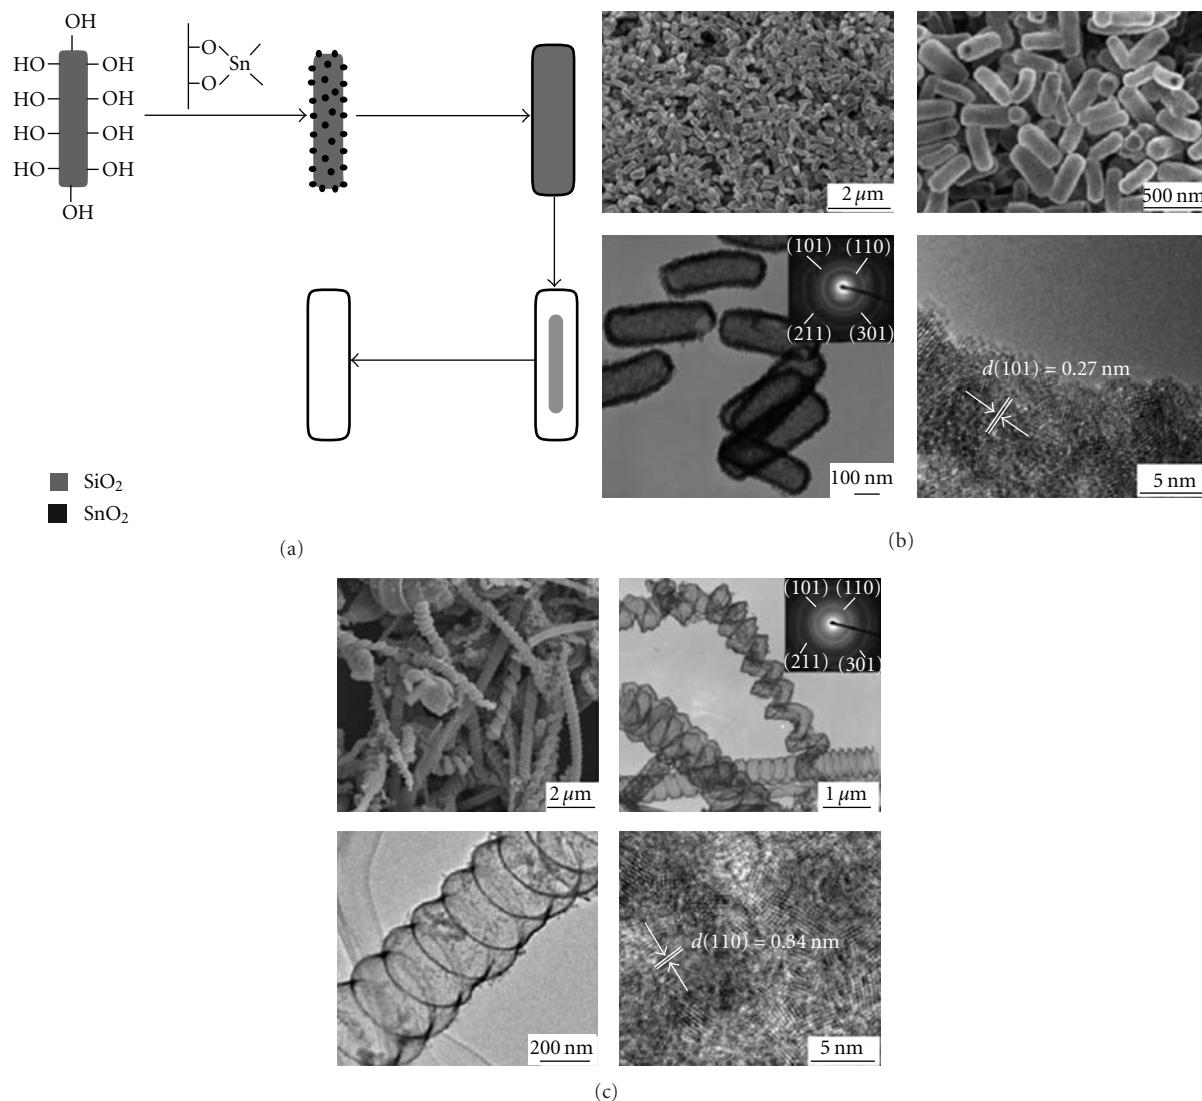 OH
HO
OH
HO
OH
HO
OH
HO
OH
OH
O
Sn
O
SiO₂
SnO₂
(a)
2 μm
500 nm
(101)
(110)
(211)
(301)
100 nm
d(101) = 0.27 nm
5 nm
(b)
2 μm
(101)
(110)
(211)
(301)
1 μm
200 nm
d(110) = 0.34 nm
5 nm
(c)